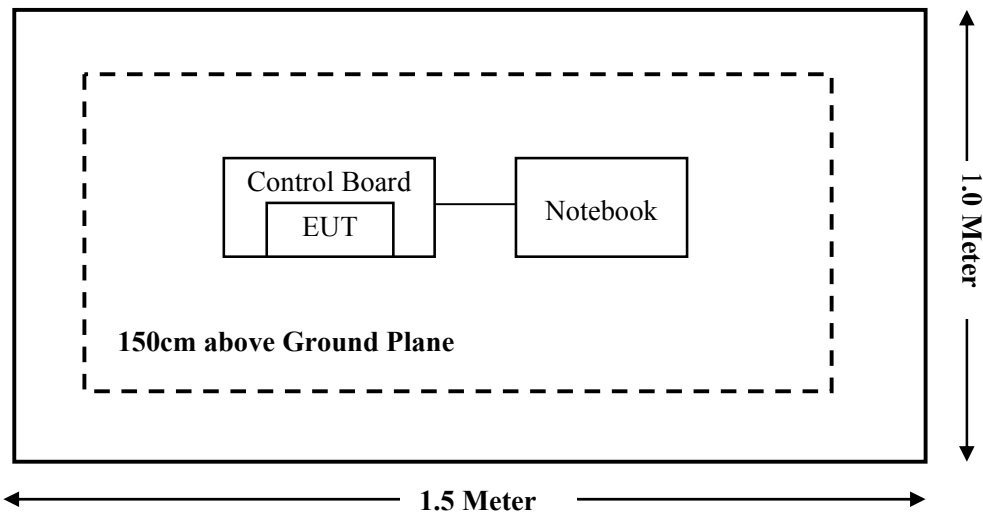 Control Board
EUT
Notebook
1.0 Meter
150cm above Ground Plane
1.5 Meter